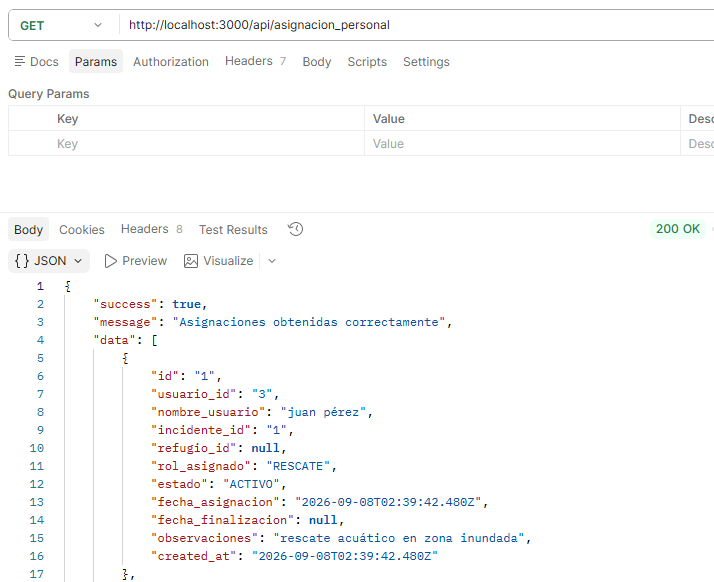 GET http://localhost:3000/api/asignacion_personal
Docs Params Authorization Headers 7 Body Scripts Settings
Query Params
Key Value Desc
Key Value Desc
Body Cookies Headers 8 Test Results 200 OK
{} JSON Preview Visualize
1 {
2 "success": true,
3 "message": "Asignaciones obtenidas correctamente",
4 "data": [
5 {
6 "id": "1",
7 "usuario_id": "3",
8 "nombre_usuario": "juan pérez",
9 "incidente_id": "1",
10 "refugio_id": null,
11 "rol_asignado": "RESCATE",
12 "estado": "ACTIVO",
13 "fecha_asignacion": "2026-09-08T02:39:42.480Z",
14 "fecha_finalizacion": null,
15 "observaciones": "rescate acuático en zona inundada",
16 "created_at": "2026-09-08T02:39:42.480Z"
17 },